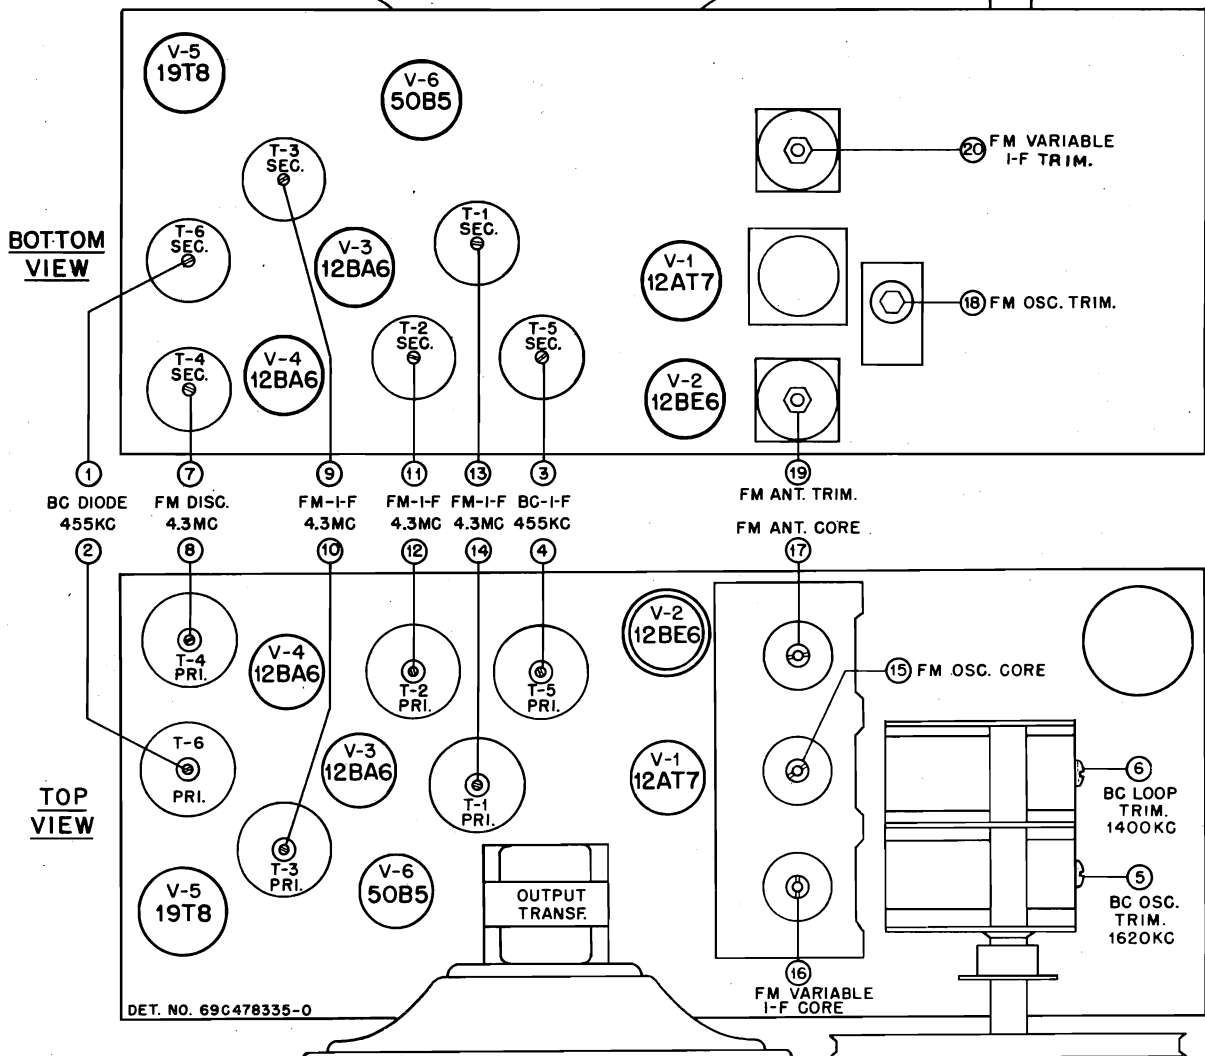 V-5
19T8
V-6
50B5
T-3
SEC.
20
FM VARIABLE
I-F TRIM.
BOTTOM
VIEW
T-6
SEC.
V-3
12BA6
T-1
SEC.
V-1
12AT7
18
FM OSC. TRIM.
T-4
SEC.
V-4
12BA6
T-2
SEC.
T-5
SEC.
V-2
12BE6
1
7
9
11
13
3
19
BC DIODE
455KC
FM DISC.
4.3MC
FM-I-F
4.3MC
FM-I-F
4.3MC
FM-I-F
4.3MC
BC-I-F
455KC
FM ANT. TRIM.
FM ANT. CORE
2
8
10
12
14
4
17
T-4
PRI.
V-4
12BA6
T-2
PRI.
T-5
PRI.
V-2
12BE6
15
FM OSC. CORE
TOP
VIEW
T-6
PRI.
V-3
12BA6
T-1
PRI.
V-1
12AT7
6
BC LOOP
TRIM.
1400KC
T-3
PRI.
V-5
19T8
V-6
50B5
OUTPUT
TRANSF.
5
BC OSC.
TRIM.
1620KC
16
FM VARIABLE
I-F CORE
DET. NO. 69C478335-0